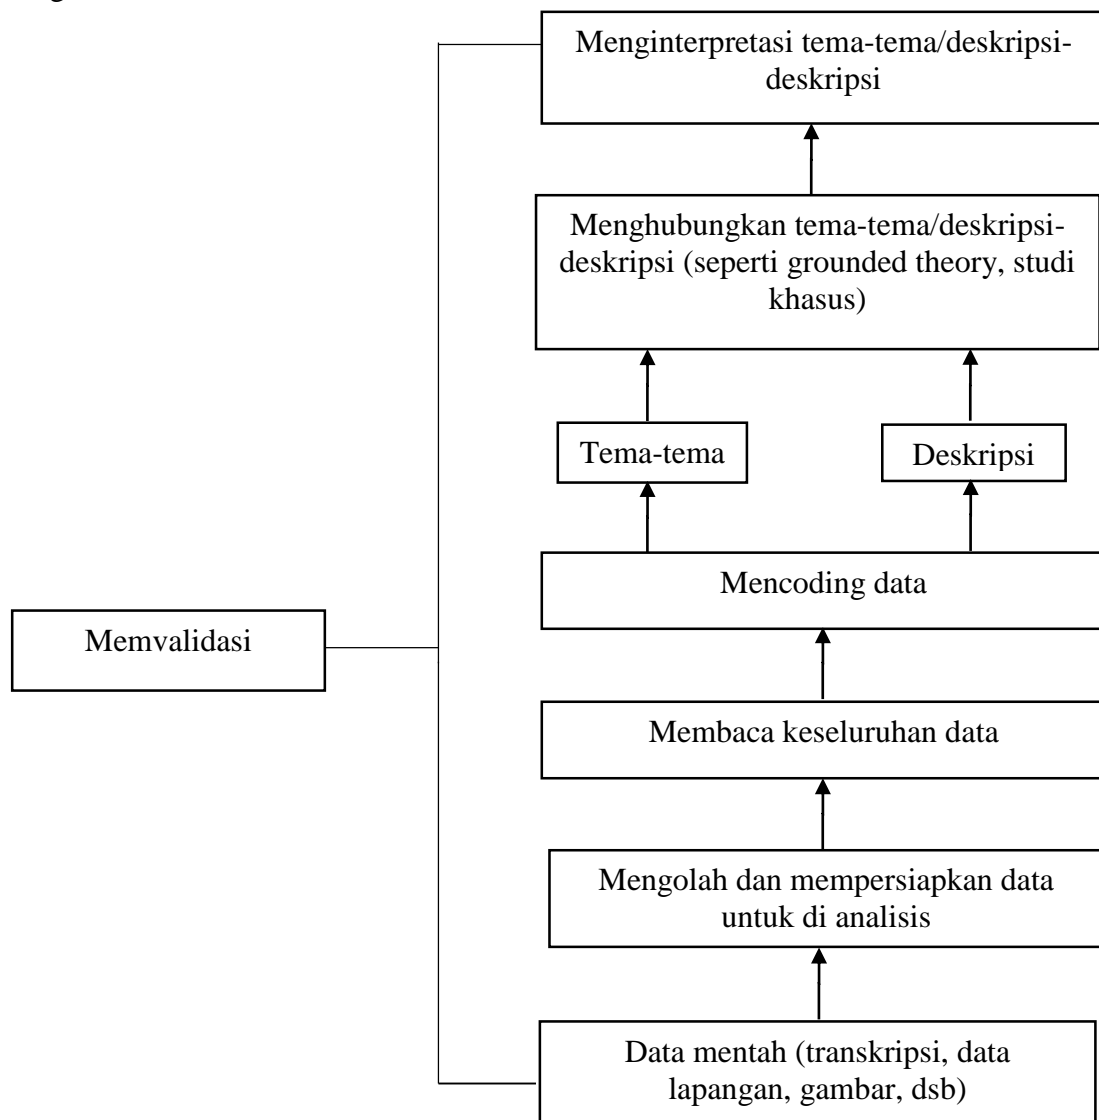 Menginterpretasi tema-tema/deskripsi-
deskripsi
Menghubungkan tema-tema/deskripsi-
deskripsi (seperti grounded theory, studi
khasus)
Tema-tema
Deskripsi
Mencoding data
Memvalidasi
Membaca keseluruhan data
Mengolah dan mempersiapkan data
untuk di analisis
Data mentah (transkripsi, data
lapangan, gambar, dsb)